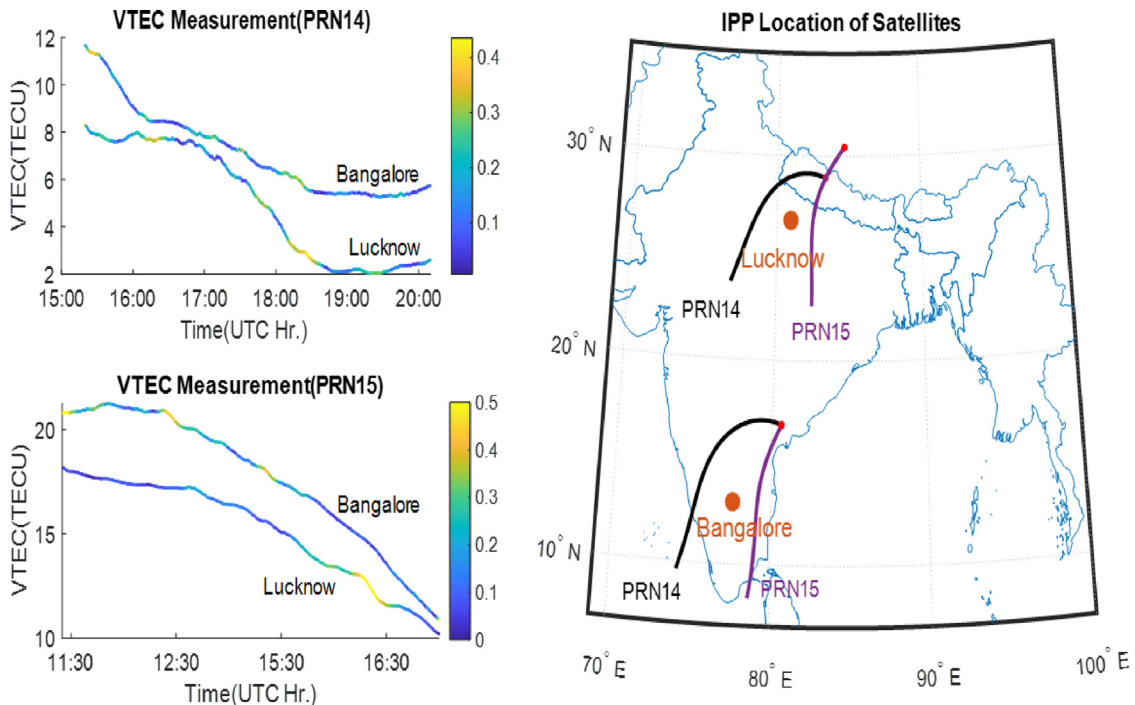 VTEC Measurement(PRN14)
12
10
8
6
4
2
VTEC(TECU)
15:00 16:00 17:00 18:00 19:00 20:00
Time(UTC Hr.)
Bangalore
Lucknow
0.4
0.3
0.2
0.1
VTEC Measurement(PRN15)
20
15
10
VTEC(TECU)
11:30 12:30 15:30 16:30
Time(UTC Hr.)
Bangalore
Lucknow
0.5
0.4
0.3
0.2
0.1
0
IPP Location of Satellites
30° N
20° N
10° N
70° E 80° E 90° E 100° E
Lucknow
PRN14
PRN15
Bangalore
PRN14
PRN15